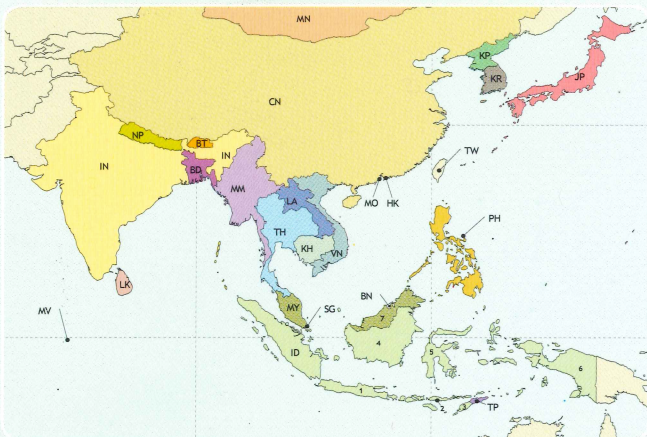 MN
KP
KR
JP
CN
NP
BT
IN
IN
BD
TW
MM
MO
HK
LA
TH
PH
KH
VN
LK
BN
MV
MY
SG
7
4
ID
5
6
1
2
3
TP